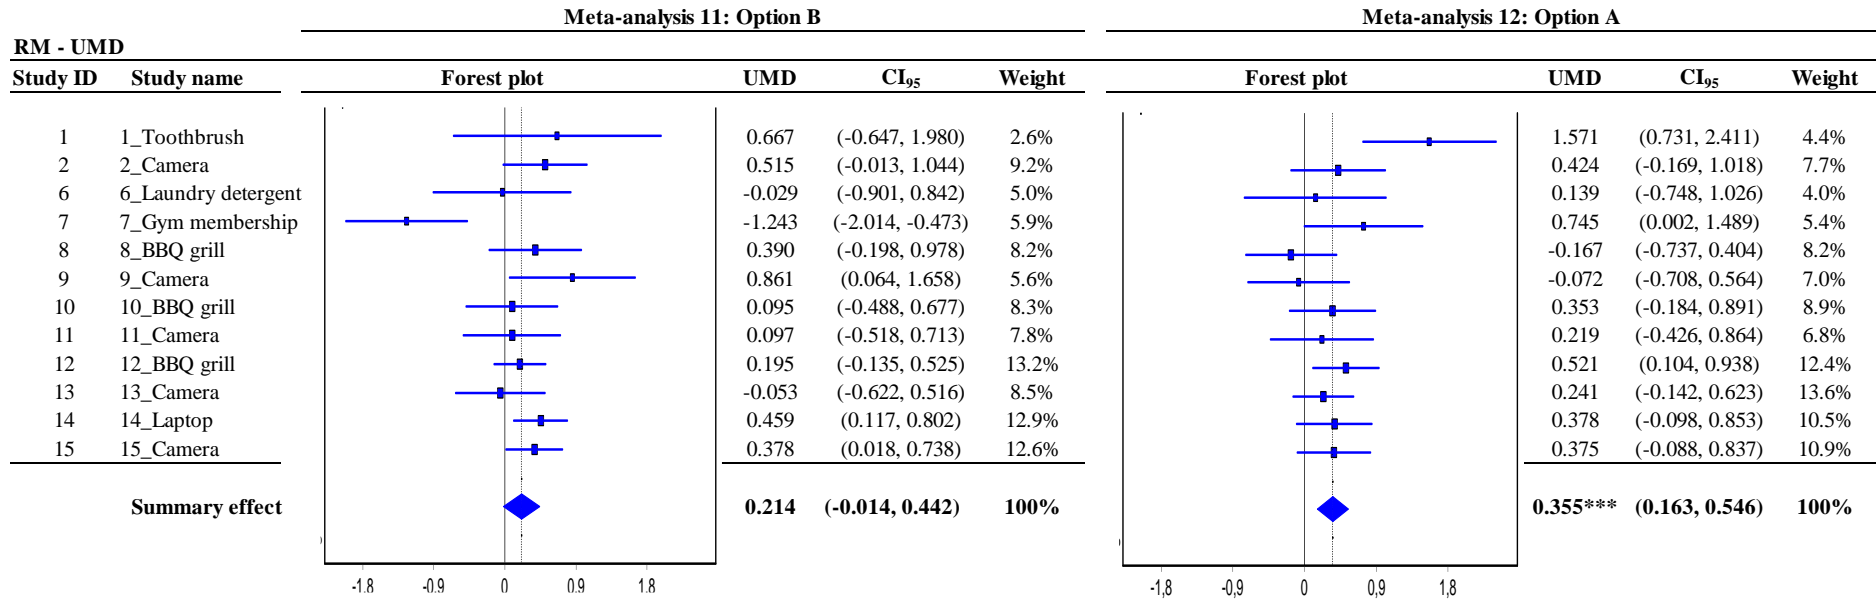 Meta-analysis 11: Option B Meta-analysis 12: Option A
RM - UMD
Study ID Study name Forest plot UMD CI95 Weight Forest plot UMD CI95 Weight
1 1_Toothbrush 0.667 (-0.647, 1.980) 2.6% 1.571 (0.731, 2.411) 4.4%
2 2_Camera 0.515 (-0.013, 1.044) 9.2% 0.424 (-0.169, 1.018) 7.7%
6 6_Laundry detergent -0.029 (-0.901, 0.842) 5.0% 0.139 (-0.748, 1.026) 4.0%
7 7_Gym membership -1.243 (-2.014, -0.473) 5.9% 0.745 (0.002, 1.489) 5.4%
8 8_BBQ grill 0.390 (-0.198, 0.978) 8.2% -0.167 (-0.737, 0.404) 8.2%
9 9_Camera 0.861 (0.064, 1.658) 5.6% -0.072 (-0.708, 0.564) 7.0%
10 10_BBQ grill 0.095 (-0.488, 0.677) 8.3% 0.353 (-0.184, 0.891) 8.9%
11 11_Camera 0.097 (-0.518, 0.713) 7.8% 0.219 (-0.426, 0.864) 6.8%
12 12_BBQ grill 0.195 (-0.135, 0.525) 13.2% 0.521 (0.104, 0.938) 12.4%
13 13_Camera -0.053 (-0.622, 0.516) 8.5% 0.241 (-0.142, 0.623) 13.6%
14 14_Laptop 0.459 (0.117, 0.802) 12.9% 0.378 (-0.098, 0.853) 10.5%
15 15_Camera 0.378 (0.018, 0.738) 12.6% 0.375 (-0.088, 0.837) 10.9%
Summary effect 0.214 (-0.014, 0.442) 100% 0.355*** (0.163, 0.546) 100%
-1.8 -0.9 0 0.9 1.8 -1,8 -0,9 0 0,9 1,8